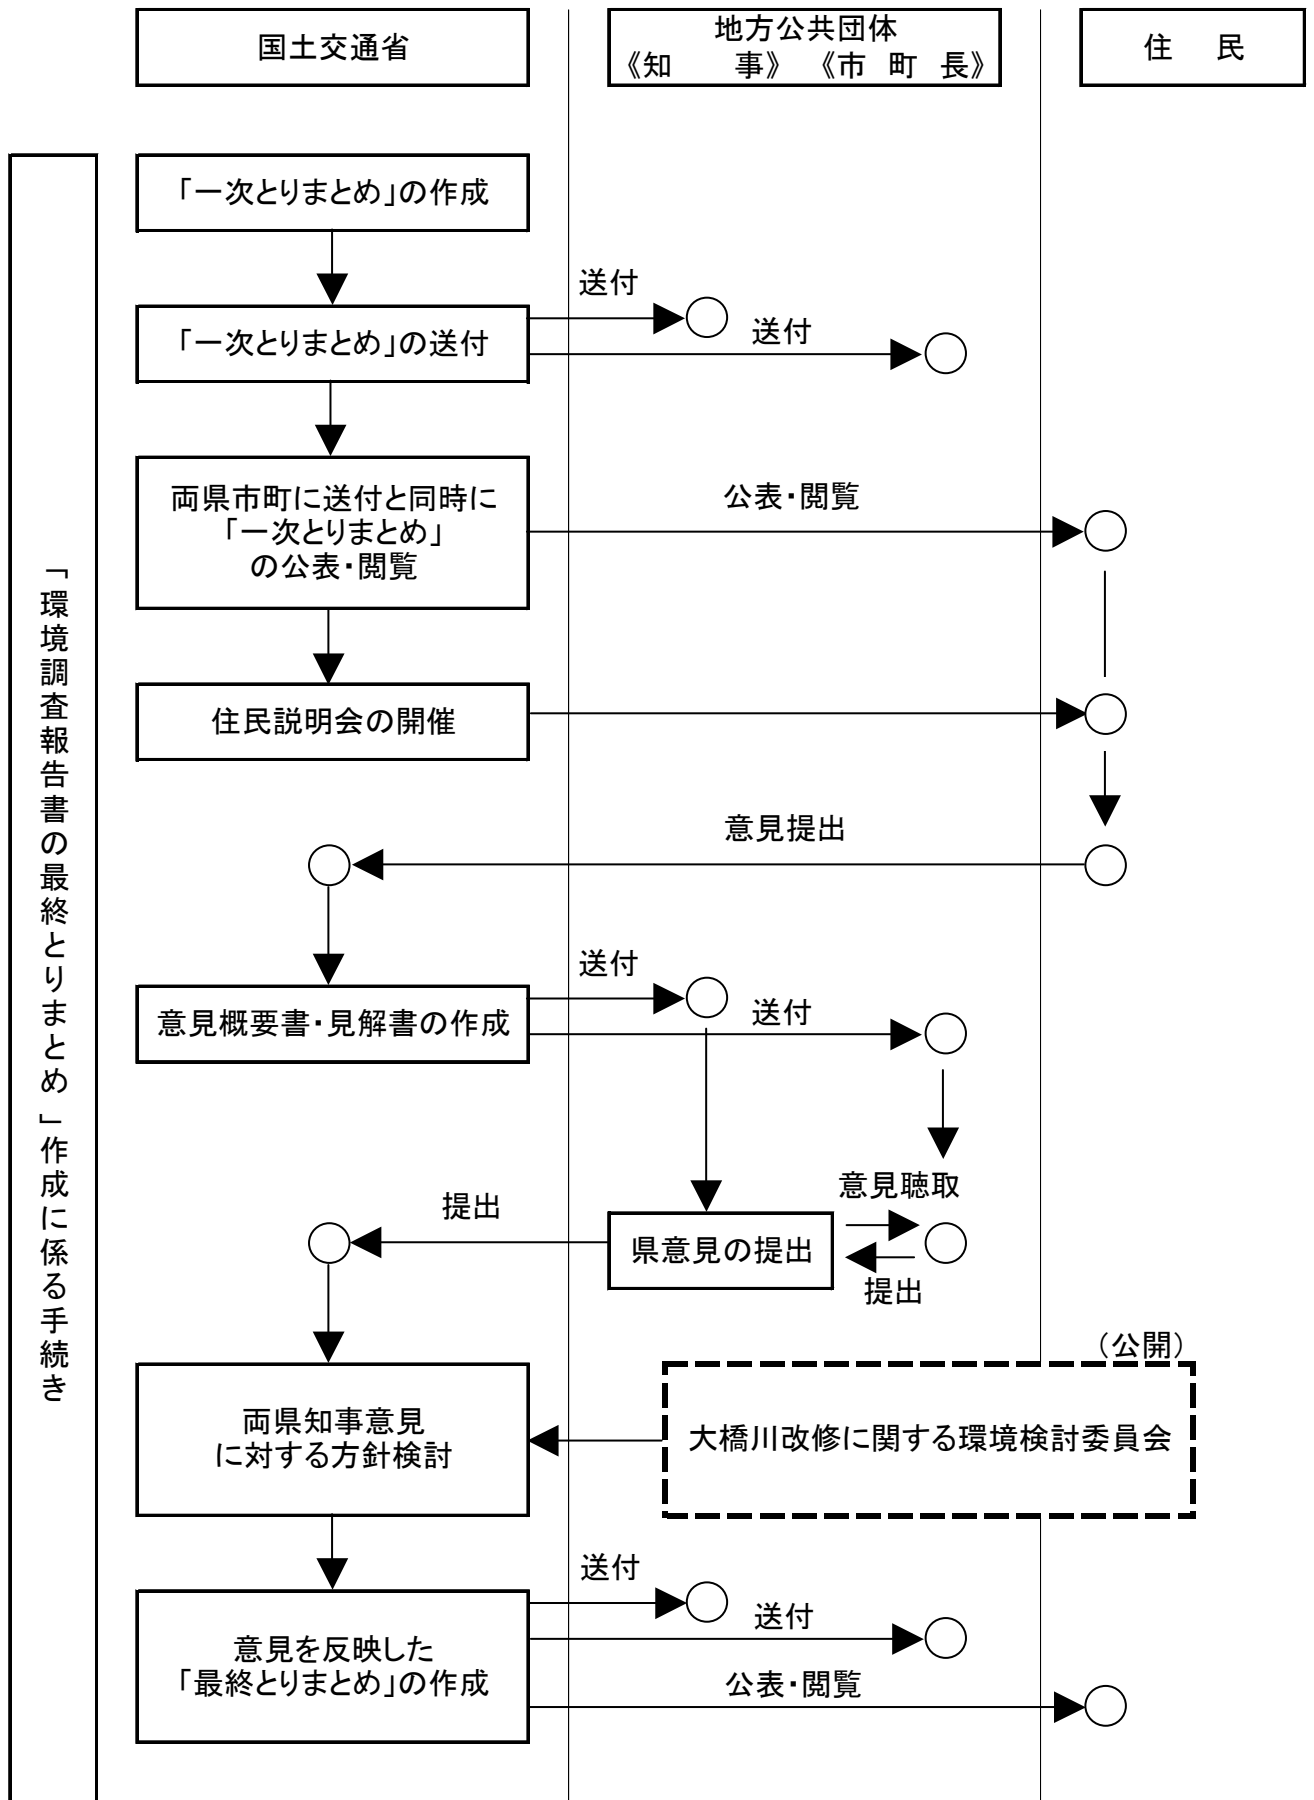 国土交通省
地方公共団体
《知　　事》　《市　町　長》
住　民
「環境調査報告書の最終とりまとめ」作成に係る手続き
「一次とりまとめ」の作成
送付
「一次とりまとめ」の送付
送付
両県市町に送付と同時に
「一次とりまとめ」
の公表・閲覧
公表・閲覧
住民説明会の開催
意見提出
送付
意見概要書・見解書の作成
送付
意見聴取
提出
県意見の提出
提出
（公開）
両県知事意見
に対する方針検討
大橋川改修に関する環境検討委員会
送付
送付
意見を反映した
「最終とりまとめ」の作成
公表・閲覧